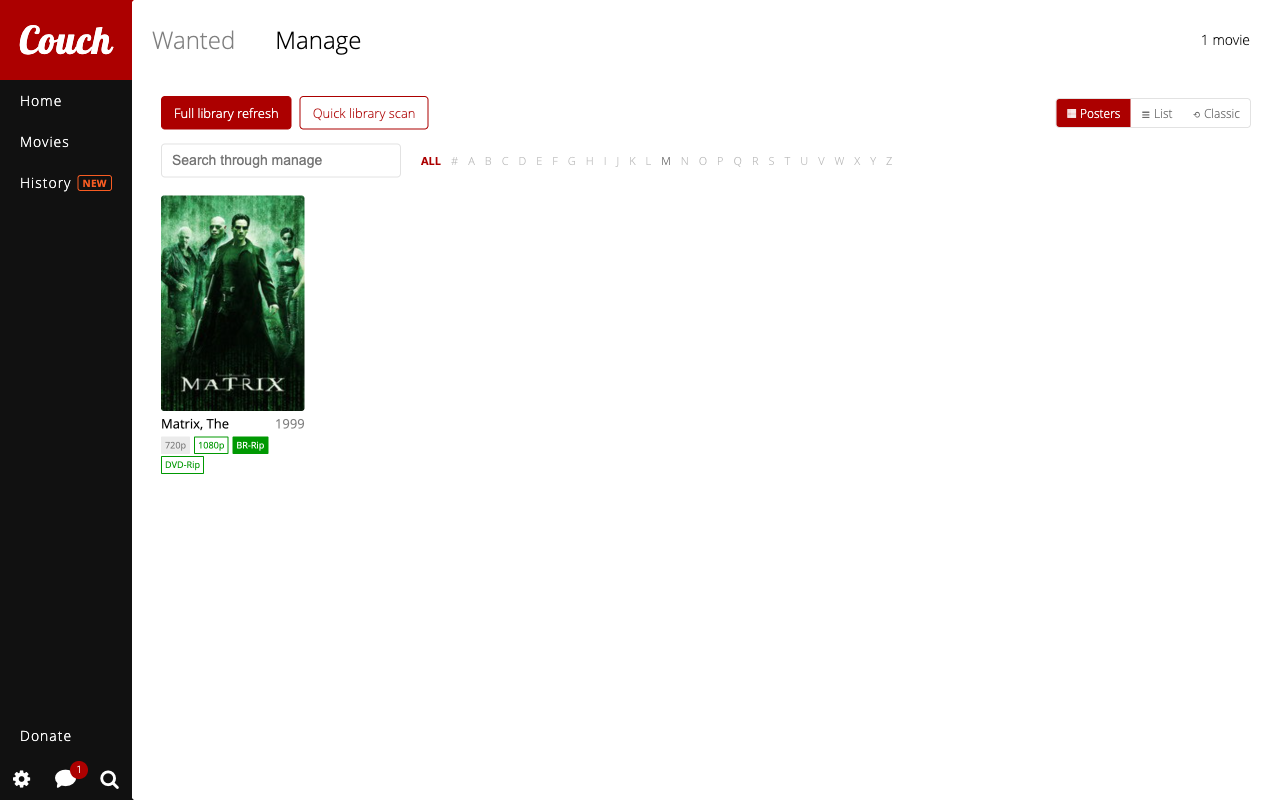 Couch
Wanted
Manage
1 movie
Home
Movies
History NEW
Full library refresh
Quick library scan
Posters
List
Classic
Search through manage
ALL # A B C D E F G H I J K L M N O P Q R S T U V W X Y Z
MATRIX
Matrix, The 1999
720p 1080p BR-Rip
DVD-Rip
Donate
1